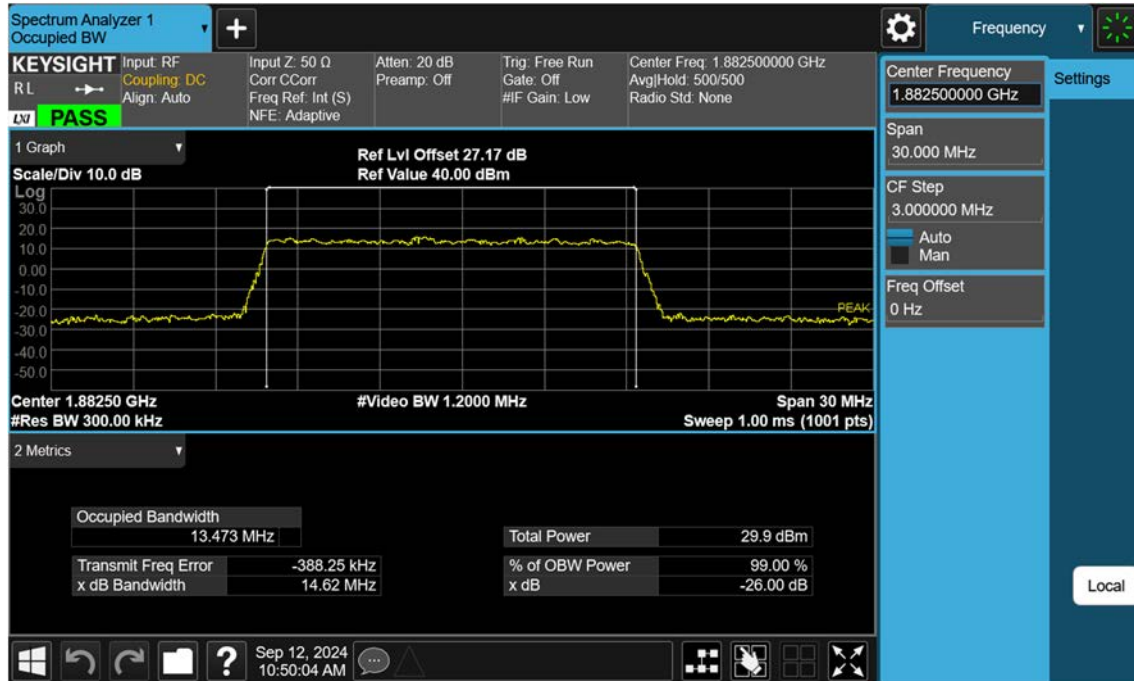 Spectrum Analyzer 1
Occupied BW
Frequency
KEYSIGHT
R L
LXI PASS
Input: RF
Coupling: DC
Align: Auto
Input Z: 50 Ω
Corr CCorr
Freq Ref: Int (S)
NFE: Adaptive
Atten: 20 dB
Preamp: Off
Trig: Free Run
Gate: Off
#IF Gain: Low
Center Freq: 1.882500000 GHz
Avg|Hold: 500/500
Radio Std: None
Center Frequency
1.882500000 GHz
Settings
Span
30.000 MHz
CF Step
3.000000 MHz
Auto
Man
Freq Offset
0 Hz
Local
1 Graph
Scale/Div 10.0 dB
Ref Lvl Offset 27.17 dB
Ref Value 40.00 dBm
Log
30.0
20.0
10.0
0.00
-10.0
-20.0
-30.0
-40.0
-50.0
PEAK
Center 1.88250 GHz
#Video BW 1.2000 MHz
Span 30 MHz
#Res BW 300.00 kHz
Sweep 1.00 ms (1001 pts)
2 Metrics
Occupied Bandwidth
13.473 MHz
Total Power 29.9 dBm
Transmit Freq Error -388.25 kHz
% of OBW Power 99.00 %
x dB Bandwidth 14.62 MHz
x dB -26.00 dB
?
Sep 12, 2024
10:50:04 AM